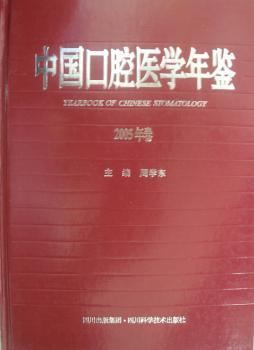 中国口腔医学年鉴
YEARBOOK OF CHINESE STOMATOLOGY
2005年卷
主 编 周学东
四川出版集团·四川科学技术出版社